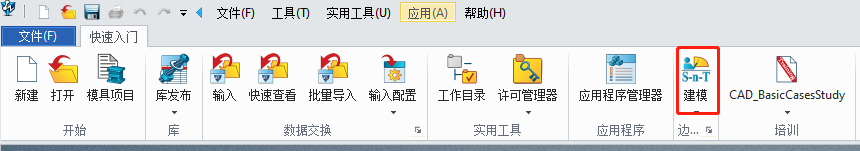 文件(F) 工具(T) 实用工具(U) 应用(A) 帮助(H)
文件(F) 快速入门
S-n-T
新建 打开 模具项目 库发布 输入 快速查看 批量导入 输入配置 工作目录 许可管理器 应用程序管理器 建模 CAD_BasicCasesStudy
开始 库 数据交换 实用工具 应用程序 边... 培训